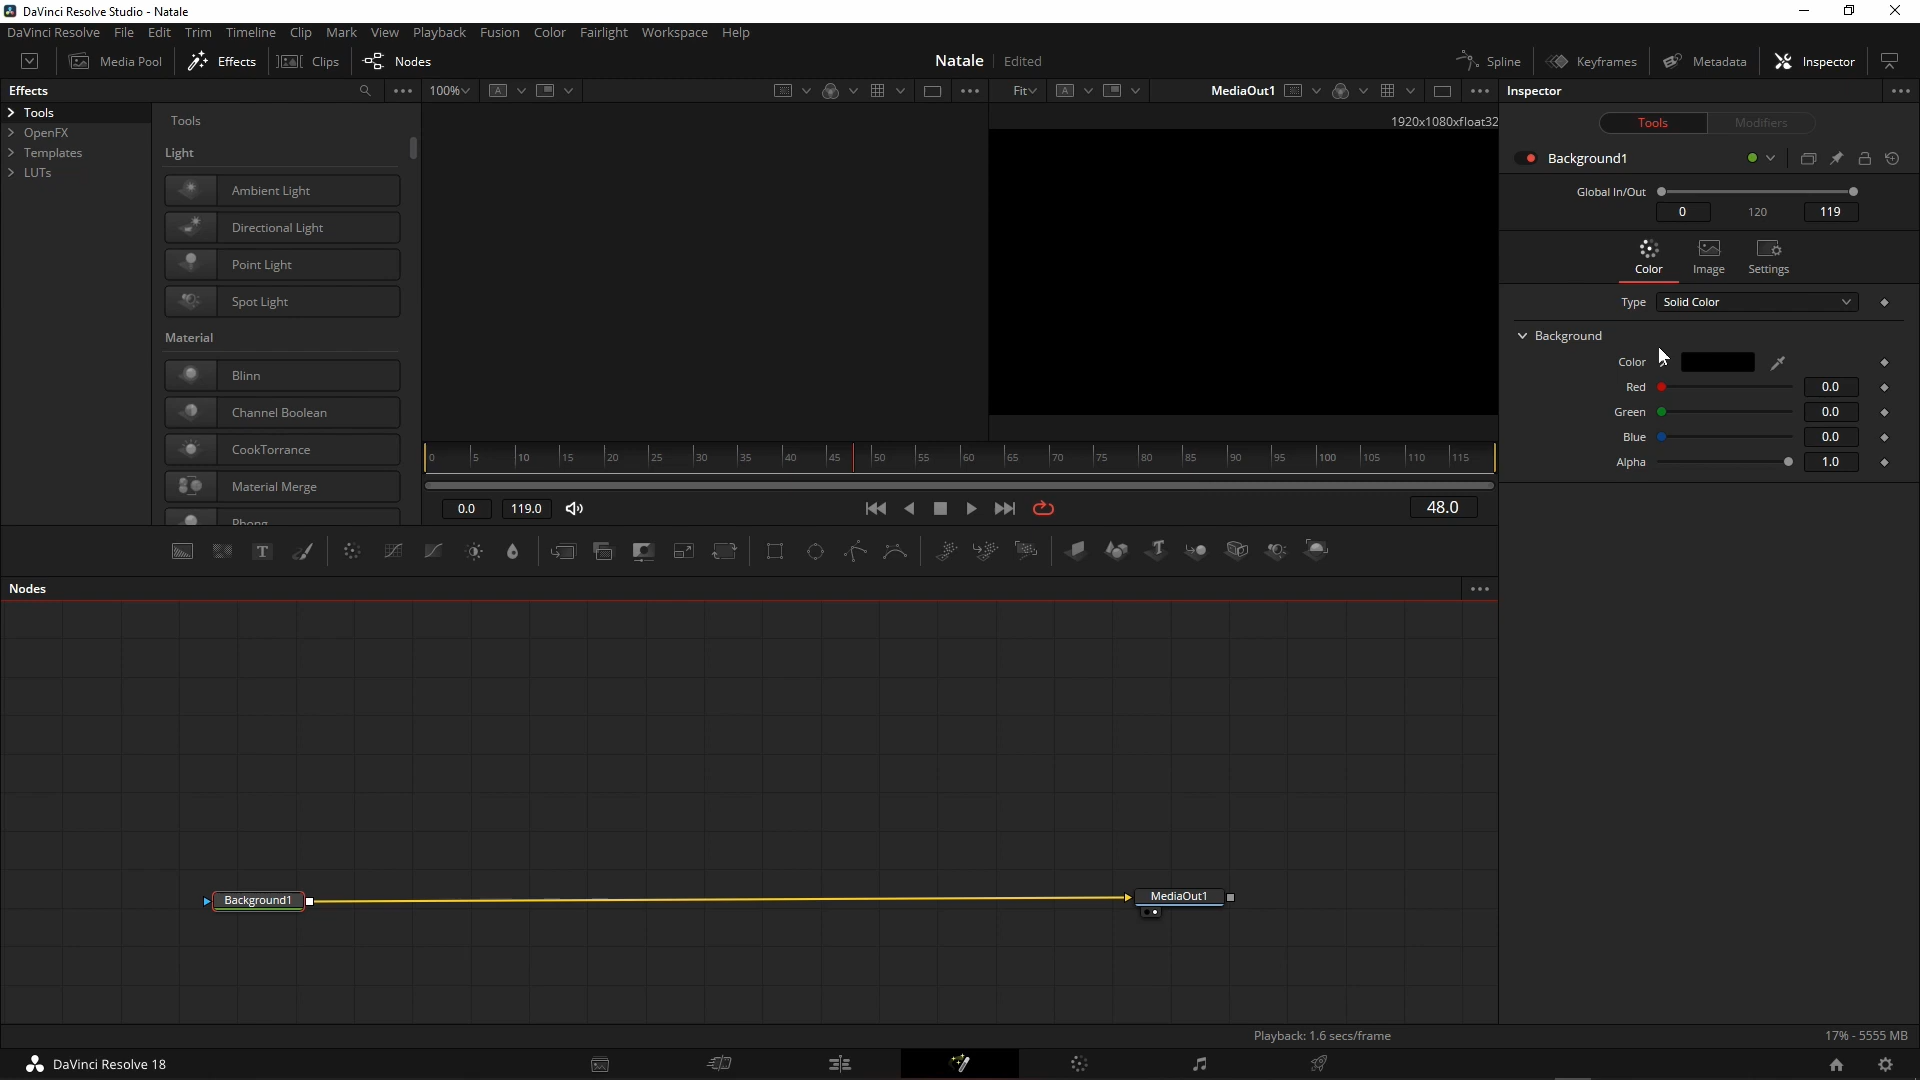 DaVinci Resolve Studio - Natale
DaVinci Resolve File Edit Trim Timeline Clip Mark View Playback Fusion Color Fairlight Workspace Help
Media Pool Effects Clips Nodes Natale Edited Spline Keyframes Metadata Inspector
Effects 100% A Fit A MediaOut1 Inspector
Tools
OpenFX
Templates
LUTs
Tools
Light
Ambient Light
Directional Light
Point Light
Spot Light
Material
Blinn
Channel Boolean
CookTorrance
Material Merge
Phong
1920x1080xfloat32
0 5 10 15 20 25 30 35 40 45 50 55 60 65 70 75 80 85 90 95 100 105 110 115
0.0 119.0 48.0
Tools Modifiers
Background1
Global In/Out
0 120 119
Color Image Settings
Type Solid Color
Background
Color
Red 0.0
Green 0.0
Blue 0.0
Alpha 1.0
T T
Nodes
Background1 MediaOut1
Playback: 1.6 secs/frame 17% - 5555 MB
DaVinci Resolve 18